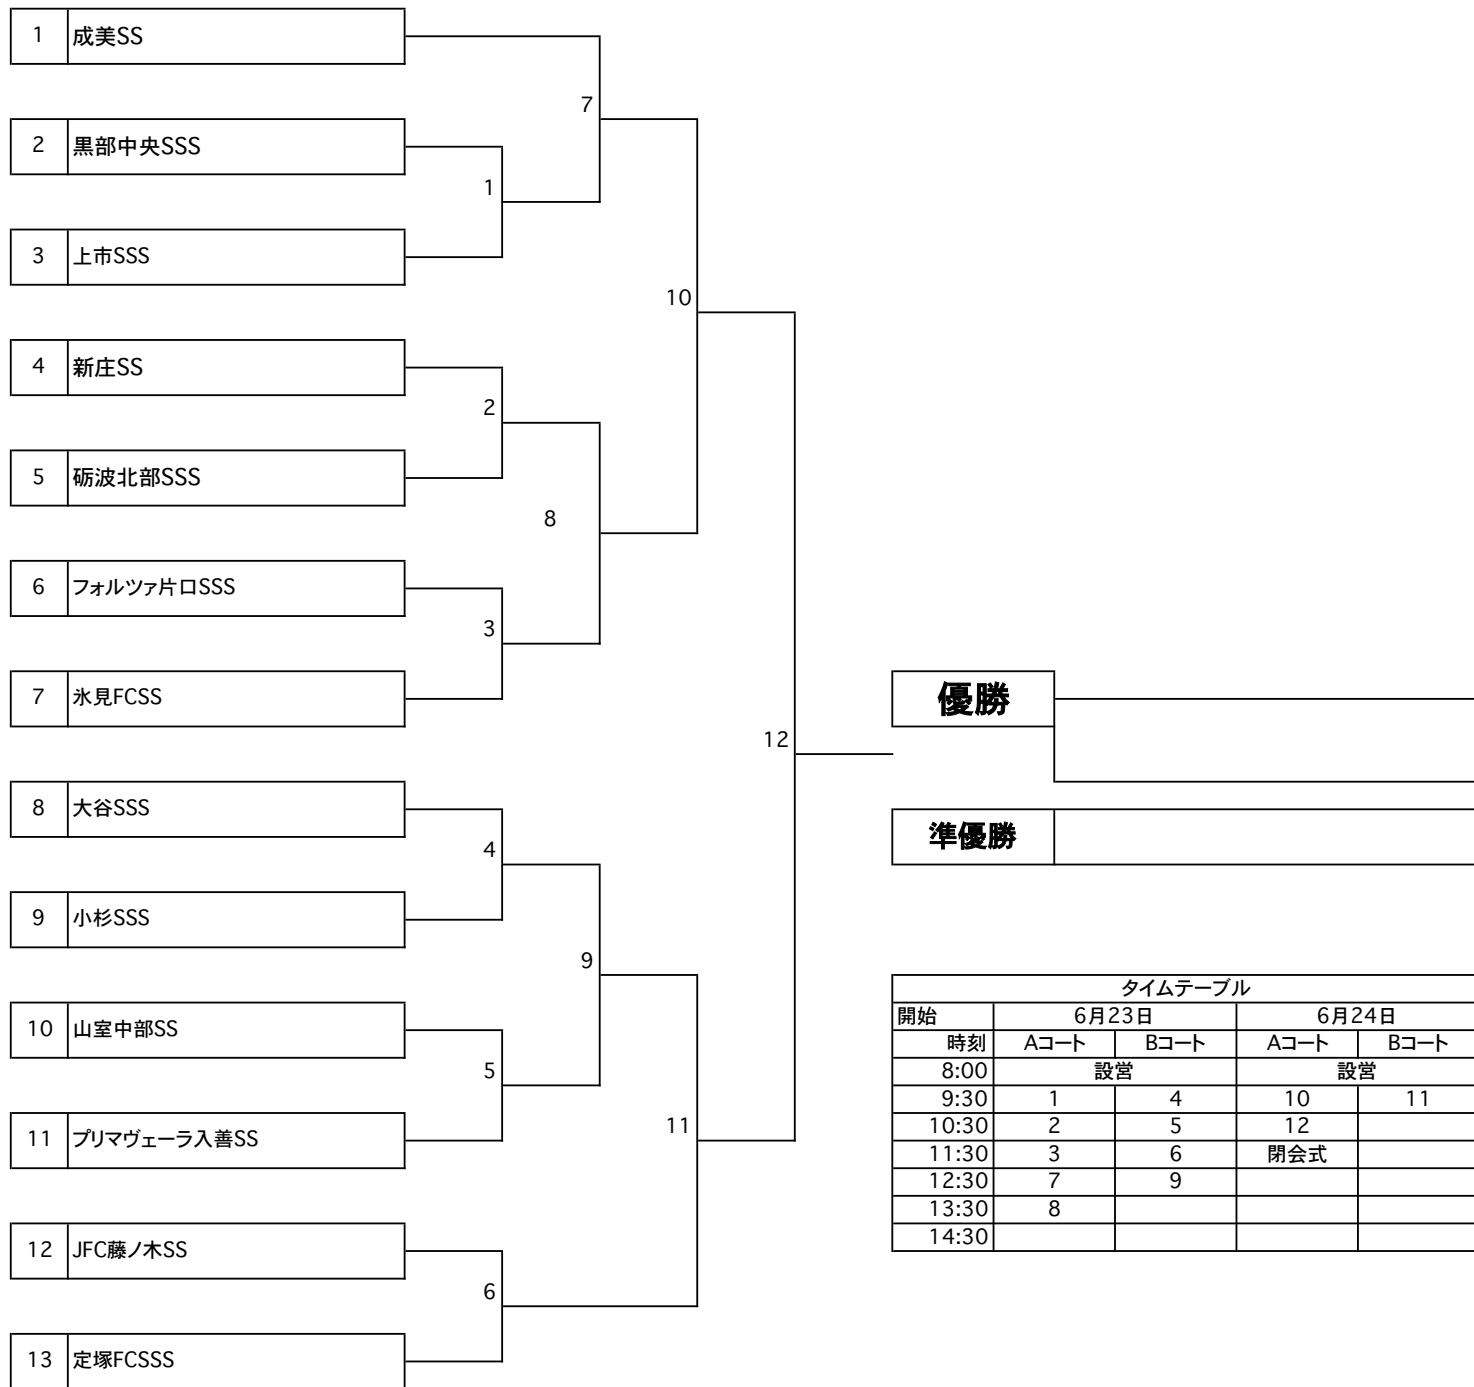 1 成美SS
7
2 黒部中央SSS
1
3 上市SSS
10
4 新庄SS
2
5 砺波北部SSS
8
6 フォルツァ片口SSS
3
7 氷見FCSS
優勝
12
8 大谷SSS
準優勝
4
9 小杉SSS
9
タイムテーブル
開始 6月23日 6月24日
時刻 Aコート Bコート Aコート Bコート
8:00 設営 設営
9:30 1 4 10 11
10:30 2 5 12
11:30 3 6 閉会式
12:30 7 9
13:30 8
14:30
10 山室中部SS
5
11 プリマヴェーラ入善SS
11
12 JFC藤ノ木SS
6
13 定塚FCSSS